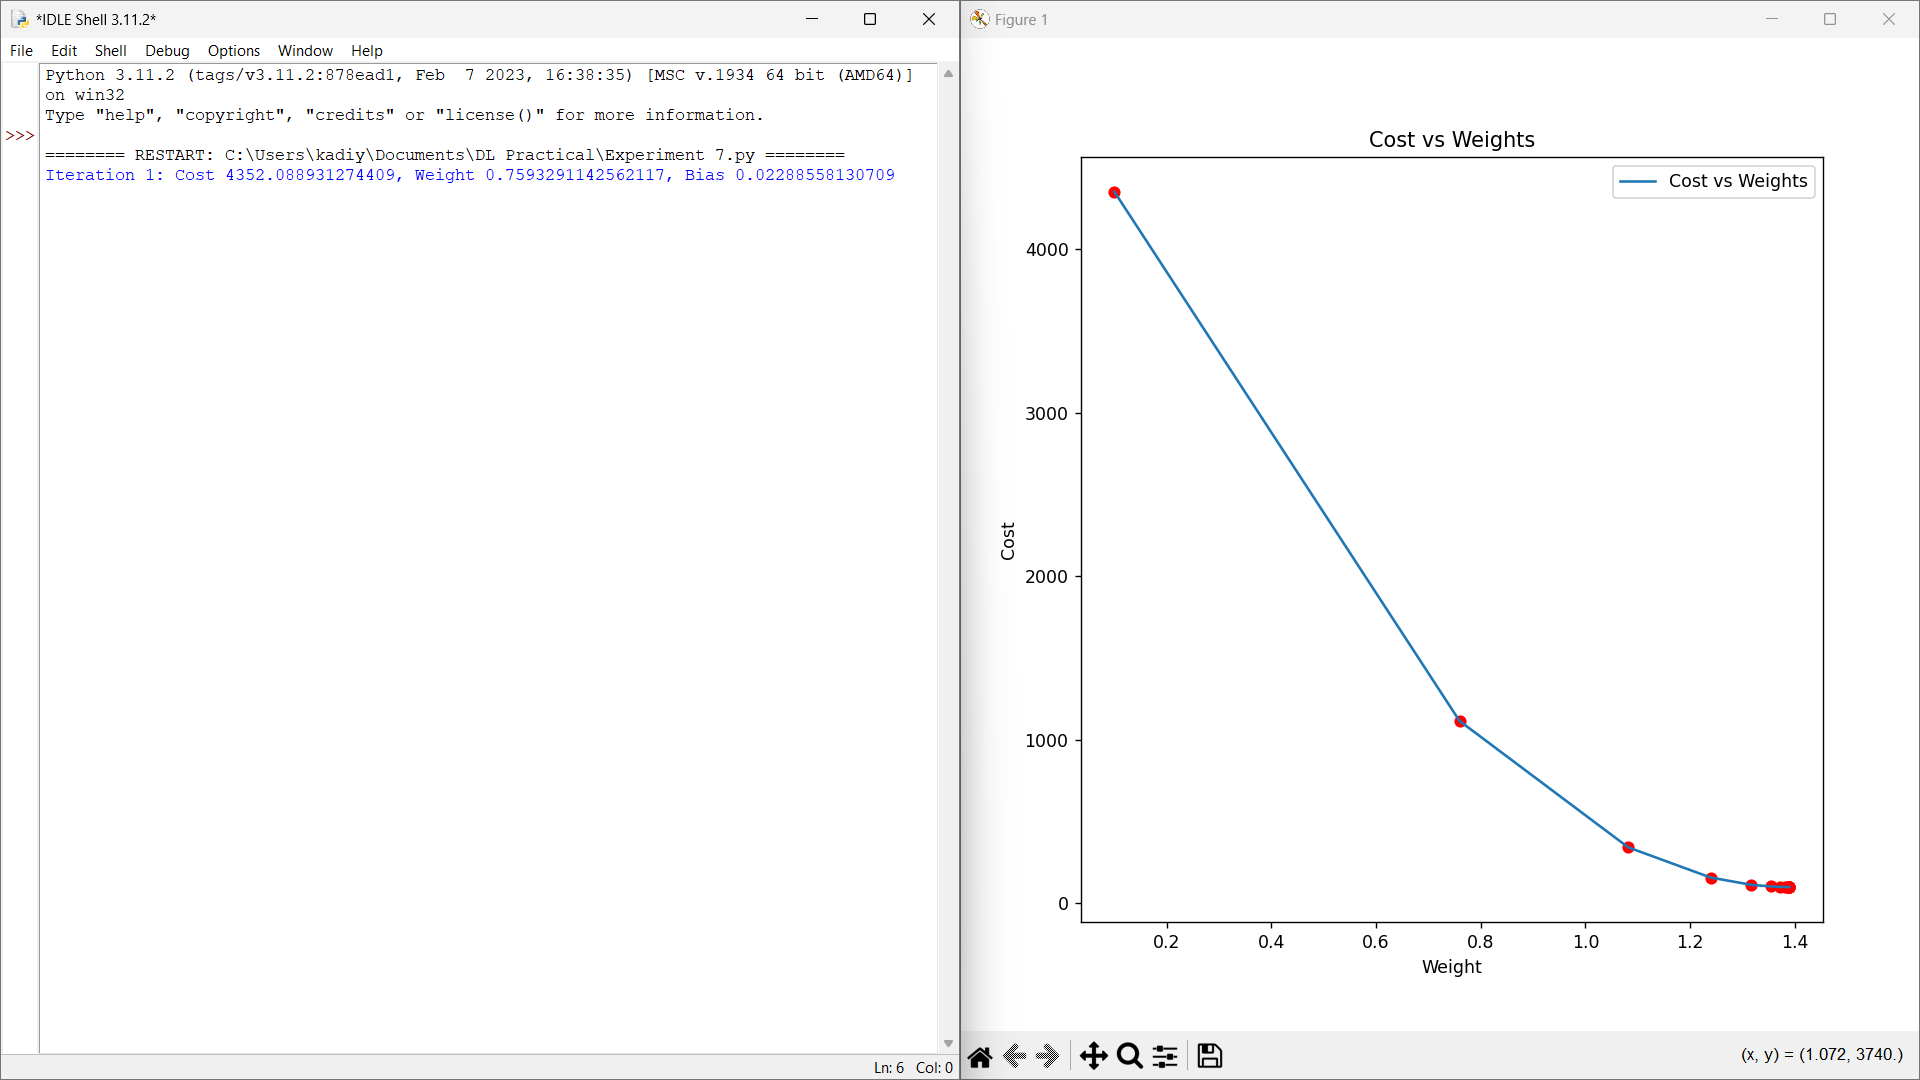 *IDLE Shell 3.11.2*
File Edit Shell Debug Options Window Help
Python 3.11.2 (tags/v3.11.2:878ead1, Feb  7 2023, 16:38:35) [MSC v.1934 64 bit (AMD64)]
on win32
Type "help", "copyright", "credits" or "license()" for more information.
>>>
======== RESTART: C:\Users\kadiy\Documents\DL Practical\Experiment 7.py ========
Iteration 1: Cost 4352.088931274409, Weight 0.7593291142562117, Bias 0.02288558130709
Ln: 6 Col: 0
Figure 1
Cost vs Weights
Cost vs Weights
4000
3000
2000
1000
0
Cost
0.2 0.4 0.6 0.8 1.0 1.2 1.4
Weight
(x, y) = (1.072, 3740.)